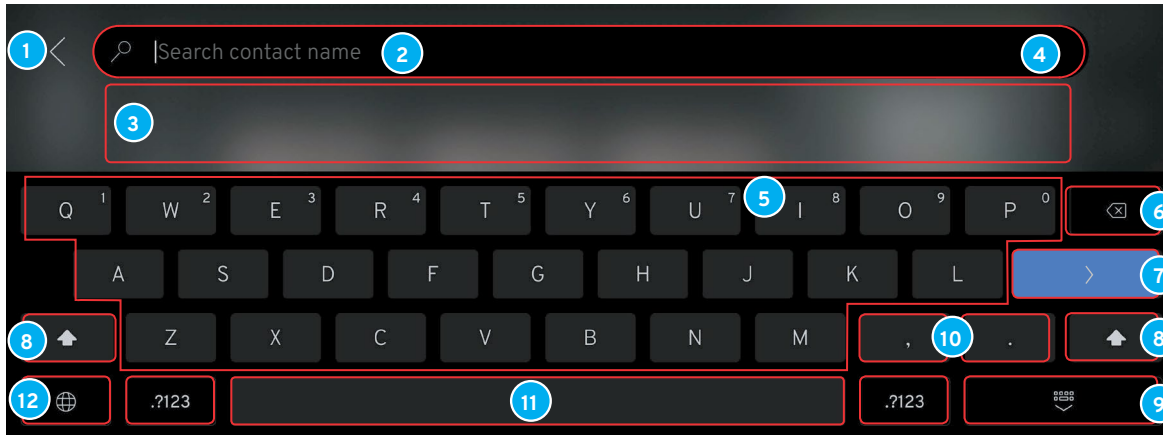 1 Search contact name 2 4
3
Q 1 W 2 E 3 R 4 T 5 Y 6 U 7 5 I 8 O 9 P 0 6
A S D F G H J K L 7
8 Z X C V B N M , 10 . 8
12 .?123 11 .?123 9